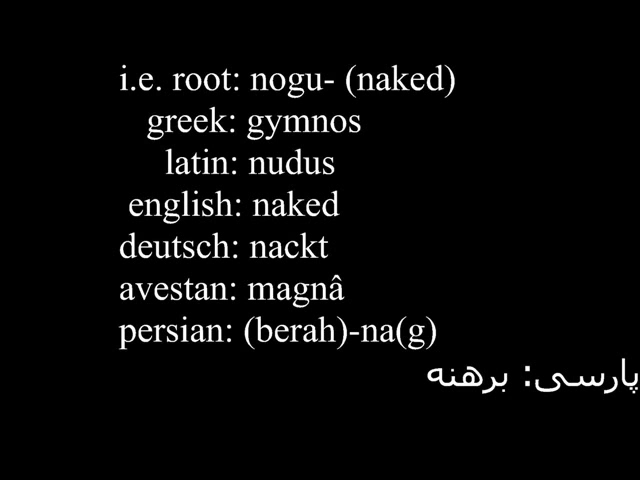 i.e. root: nogu- (naked)
greek: gymnos
latin: nudus
english: naked
deutsch: nackt
avestan: magnâ
persian: (berah)-na(g)
پارسی: برهنه